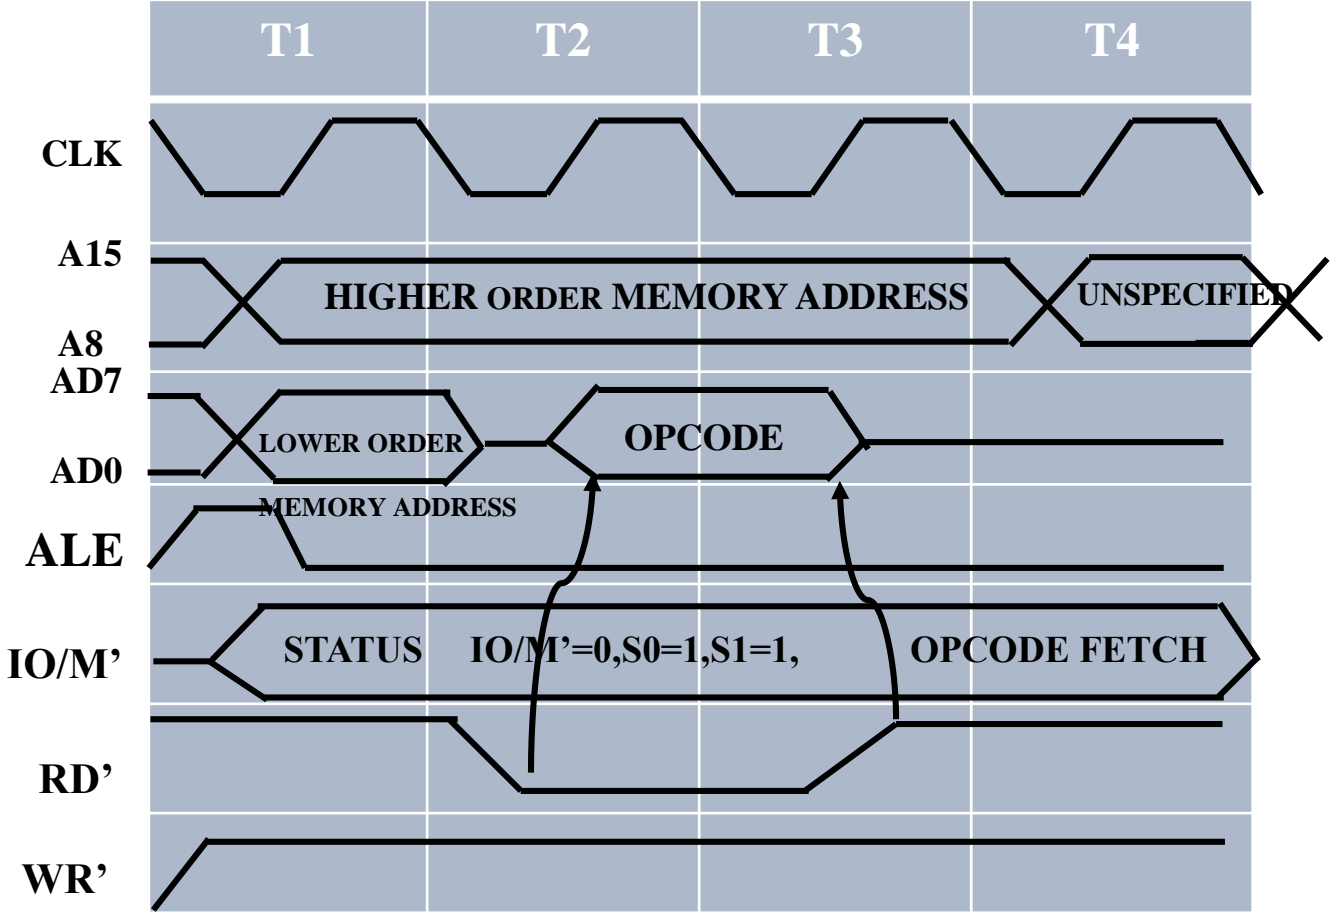 T1 T2 T3 T4
CLK
A15
HIGHER ORDER MEMORY ADDRESS UNSPECIFIED
A8
AD7
LOWER ORDER OPCODE
AD0
MEMORY ADDRESS
ALE
IO/M’ STATUS IO/M’=0,S0=1,S1=1, OPCODE FETCH
RD’
WR’